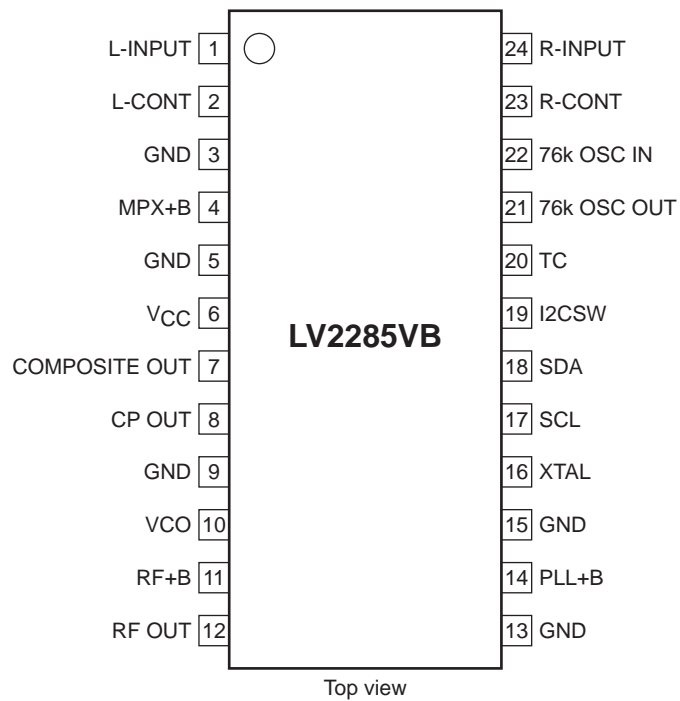 L-INPUT 1 24 R-INPUT
L-CONT 2 23 R-CONT
GND 3 22 76k OSC IN
MPX+B 4 21 76k OSC OUT
GND 5 20 TC
VCC 6 19 I2CSW
LV2285VB
COMPOSITE OUT 7 18 SDA
CP OUT 8 17 SCL
GND 9 16 XTAL
VCO 10 15 GND
RF+B 11 14 PLL+B
RF OUT 12 13 GND
Top view